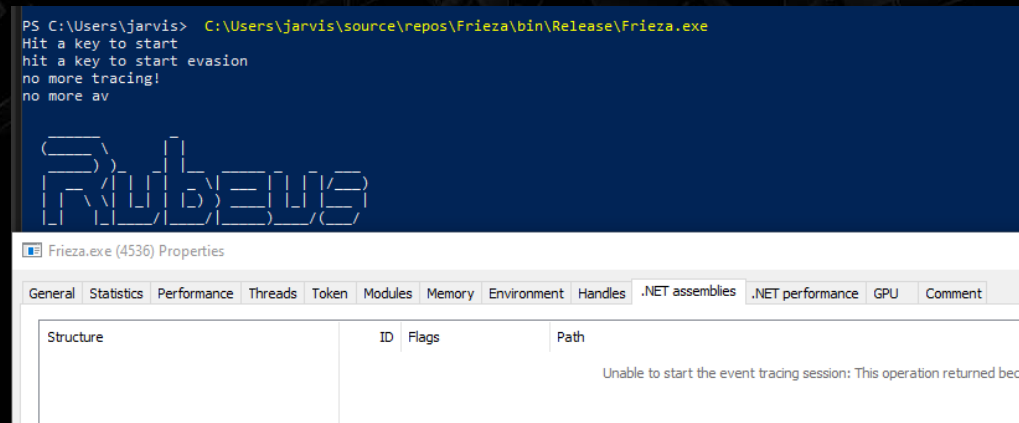 PS C:\Users\jarvis> C:\Users\jarvis\source\repos\Frieza\bin\Release\Frieza.exe
Hit a key to start
hit a key to start evasion
no more tracing!
no more av
Rubeus
Frieza.exe (4536) Properties
General Statistics Performance Threads Token Modules Memory Environment Handles .NET assemblies .NET performance GPU Comment
Structure ID Flags Path
Unable to start the event tracing session: This operation returned bec